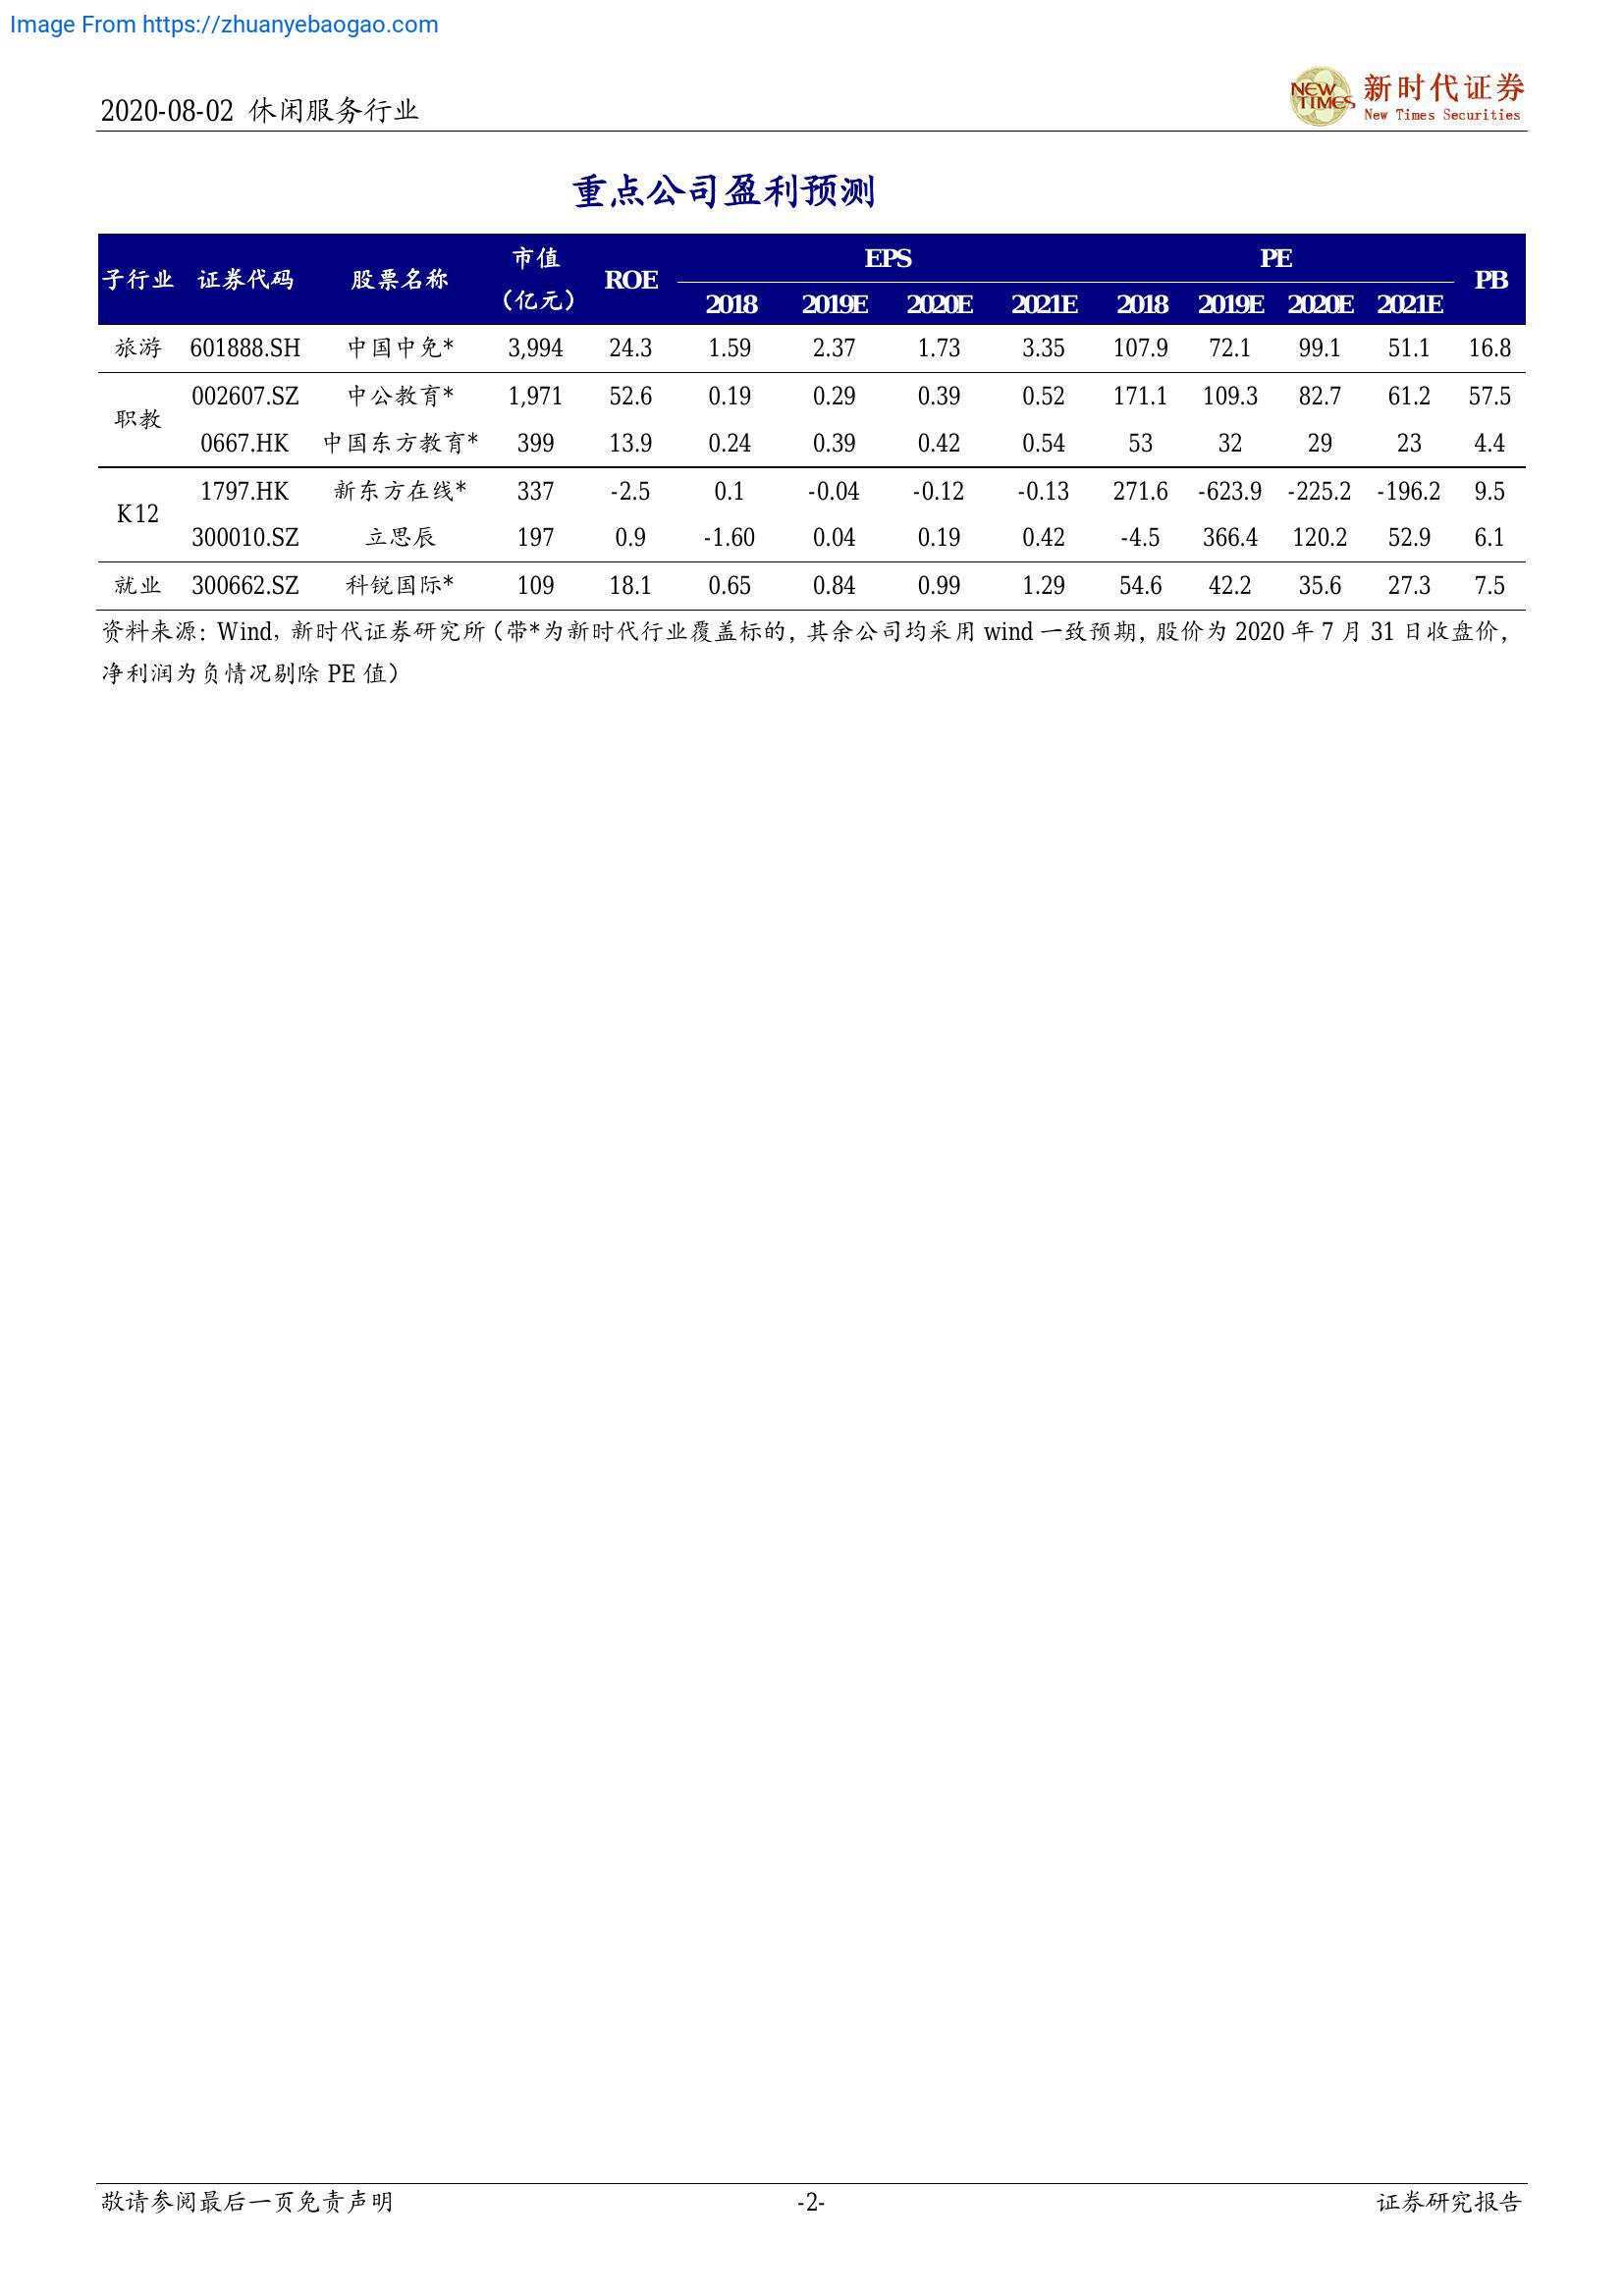 Image From https://zhuanyebaogao.com
2020-08-02 休闲服务行业
NEW TIMES 新时代证券
New Times Securities
重点公司盈利预测
子行业 证券代码 股票名称 市值（亿元） ROE EPS PE PB
2018 2019E 2020E 2021E 2018 2019E 2020E 2021E
旅游 601888.SH 中国中免* 3,994 24.3 1.59 2.37 1.73 3.35 107.9 72.1 99.1 51.1 16.8
职教 002607.SZ 中公教育* 1,971 52.6 0.19 0.29 0.39 0.52 171.1 109.3 82.7 61.2 57.5
0667.HK 中国东方教育* 399 13.9 0.24 0.39 0.42 0.54 53 32 29 23 4.4
K12 1797.HK 新东方在线* 337 -2.5 0.1 -0.04 -0.12 -0.13 271.6 -623.9 -225.2 -196.2 9.5
300010.SZ 立思辰 197 0.9 -1.60 0.04 0.19 0.42 -4.5 366.4 120.2 52.9 6.1
就业 300662.SZ 科锐国际* 109 18.1 0.65 0.84 0.99 1.29 54.6 42.2 35.6 27.3 7.5
资料来源：Wind，新时代证券研究所（带*为新时代行业覆盖标的，其余公司均采用 wind 一致预期，股价为 2020 年 7 月 31 日收盘价，
净利润为负情况剔除 PE 值）
敬请参阅最后一页免责声明 -2- 证券研究报告